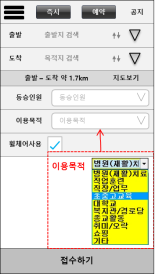 즉시 예약 공지
출발 출발지 검색
도착 목적지 검색
출발 – 도착 약 1.7km 지도보기
동승인원 동승인원
이용목적 이용목적
휠체어사용
이용목적 병원(재활)치
병원(재활)치료
직업훈련
직장/업무
초중고교육
대학교
복지관/경로당
종교활동
취미/오락
쇼핑
기타
접수하기